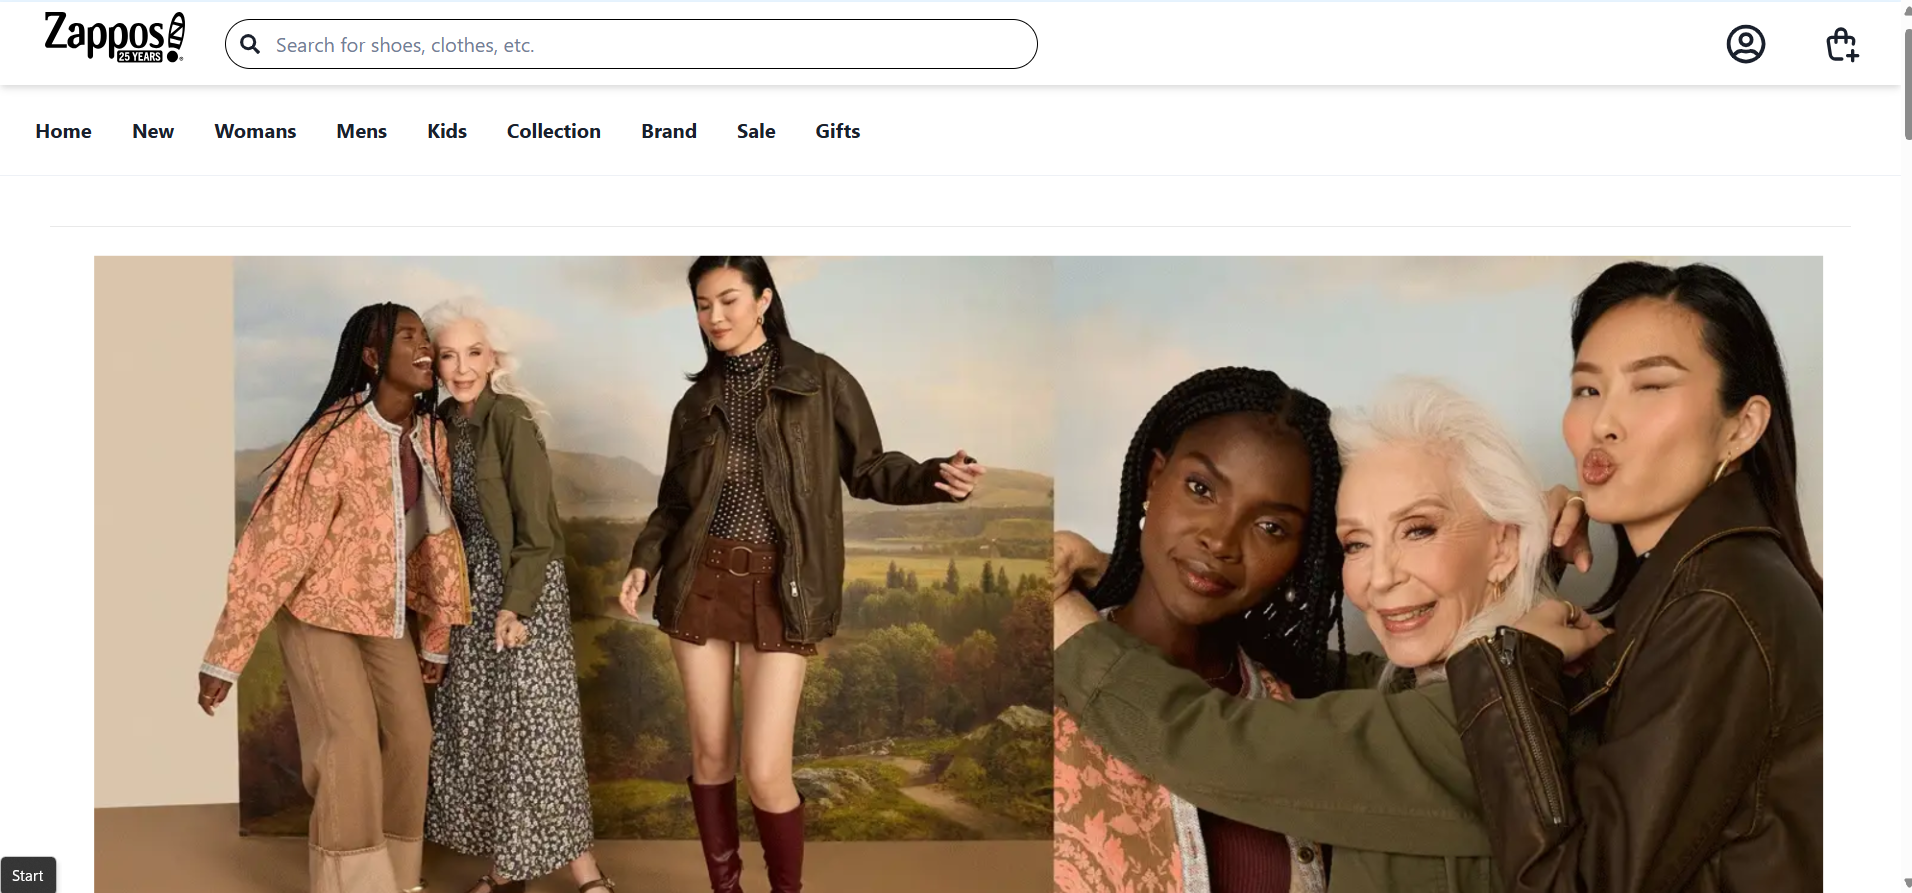 Zappos!
25 YEARS
Search for shoes, clothes, etc.
Home New Womans Mens Kids Collection Brand Sale Gifts
Start